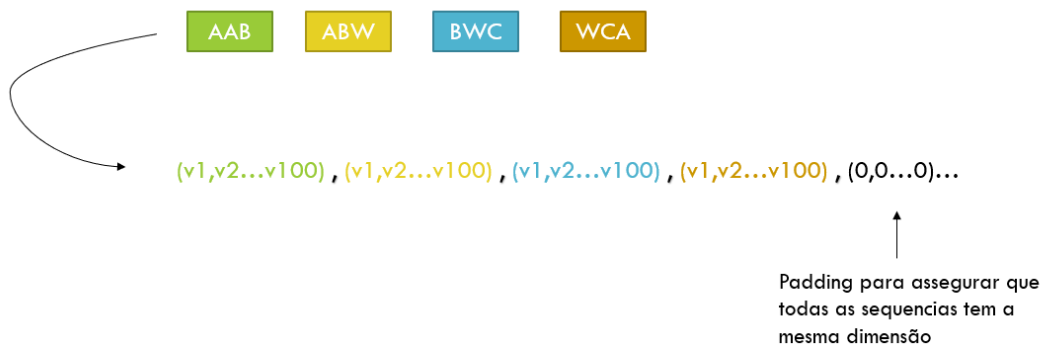 AAB ABW BWC WCA
(v1,v2...v100) , (v1,v2...v100) , (v1,v2...v100) , (v1,v2...v100) , (0,0...0)...
Padding para assegurar que
todas as sequencias tem a
mesma dimensão